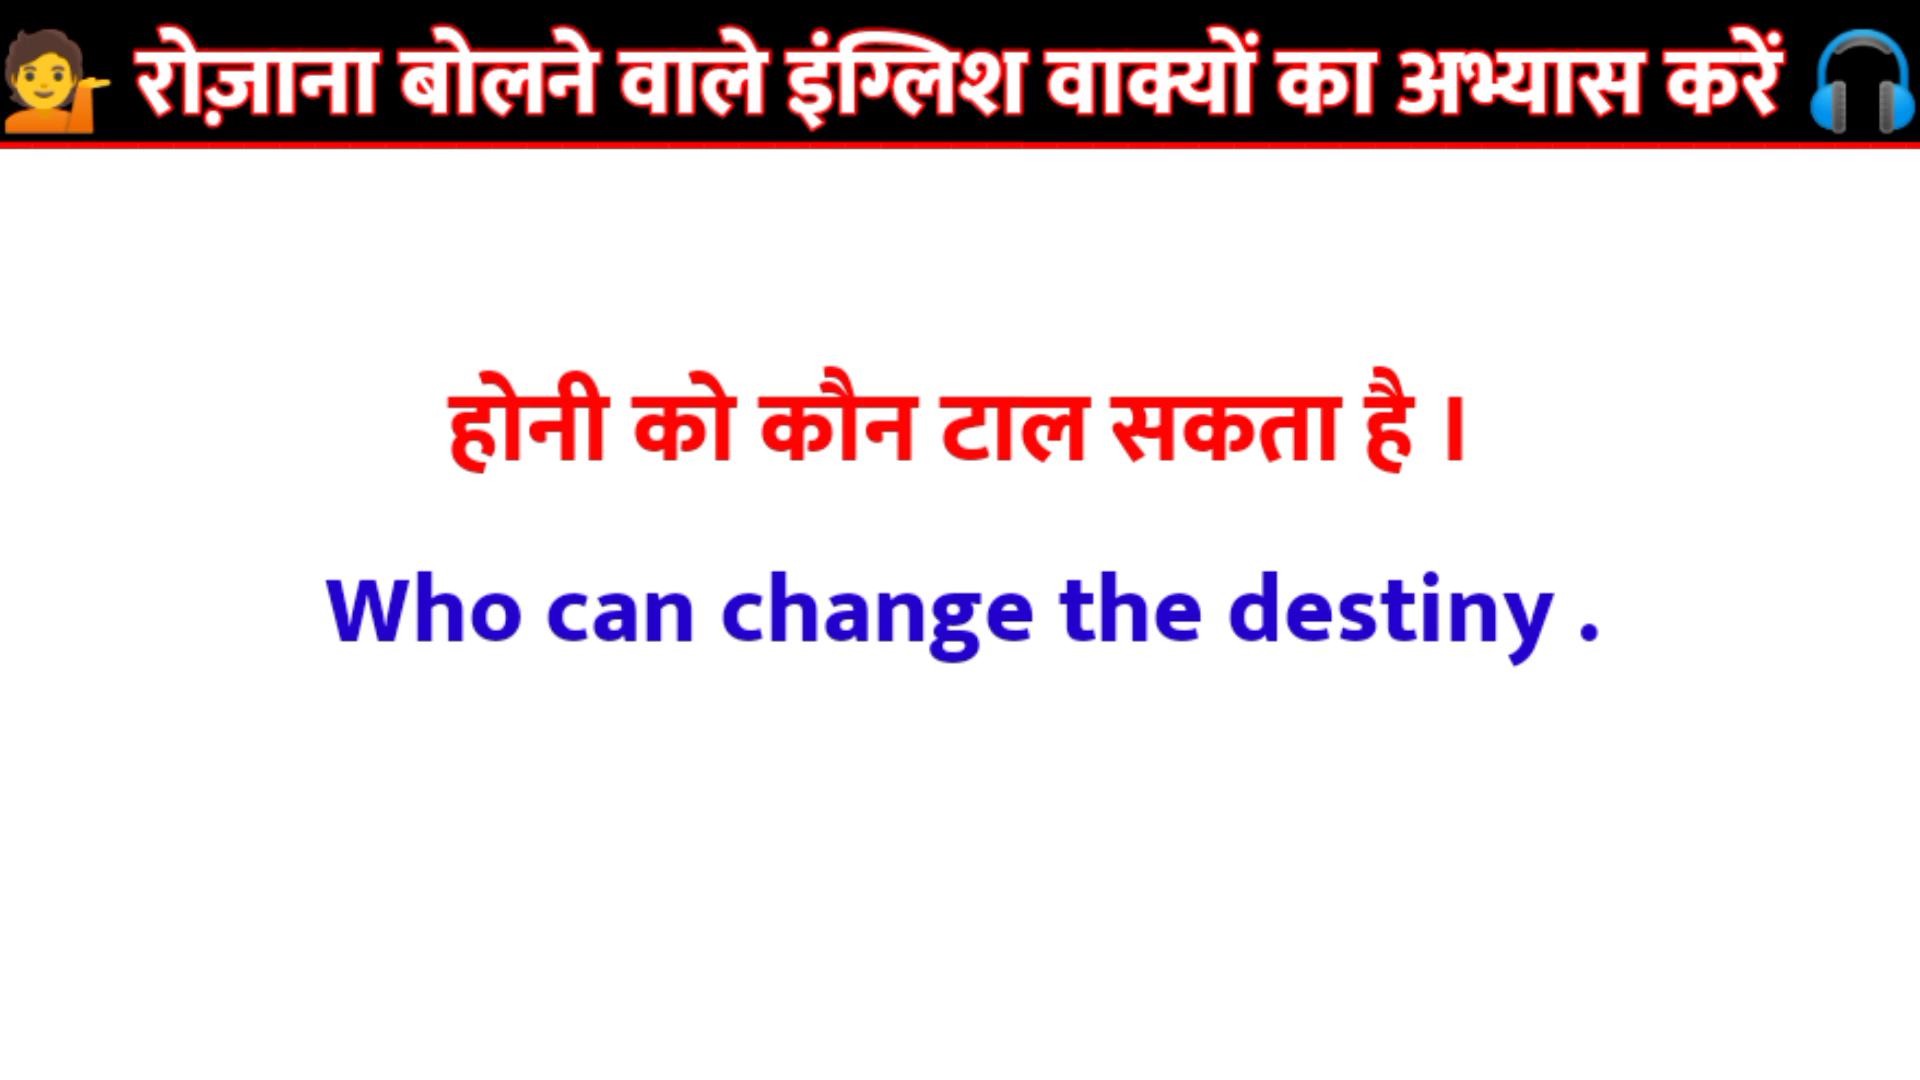 रोज़ाना बोलने वाले इंग्लिश वाक्यों का अभ्यास करें
होनी को कौन टाल सकता है ।
Who can change the destiny .